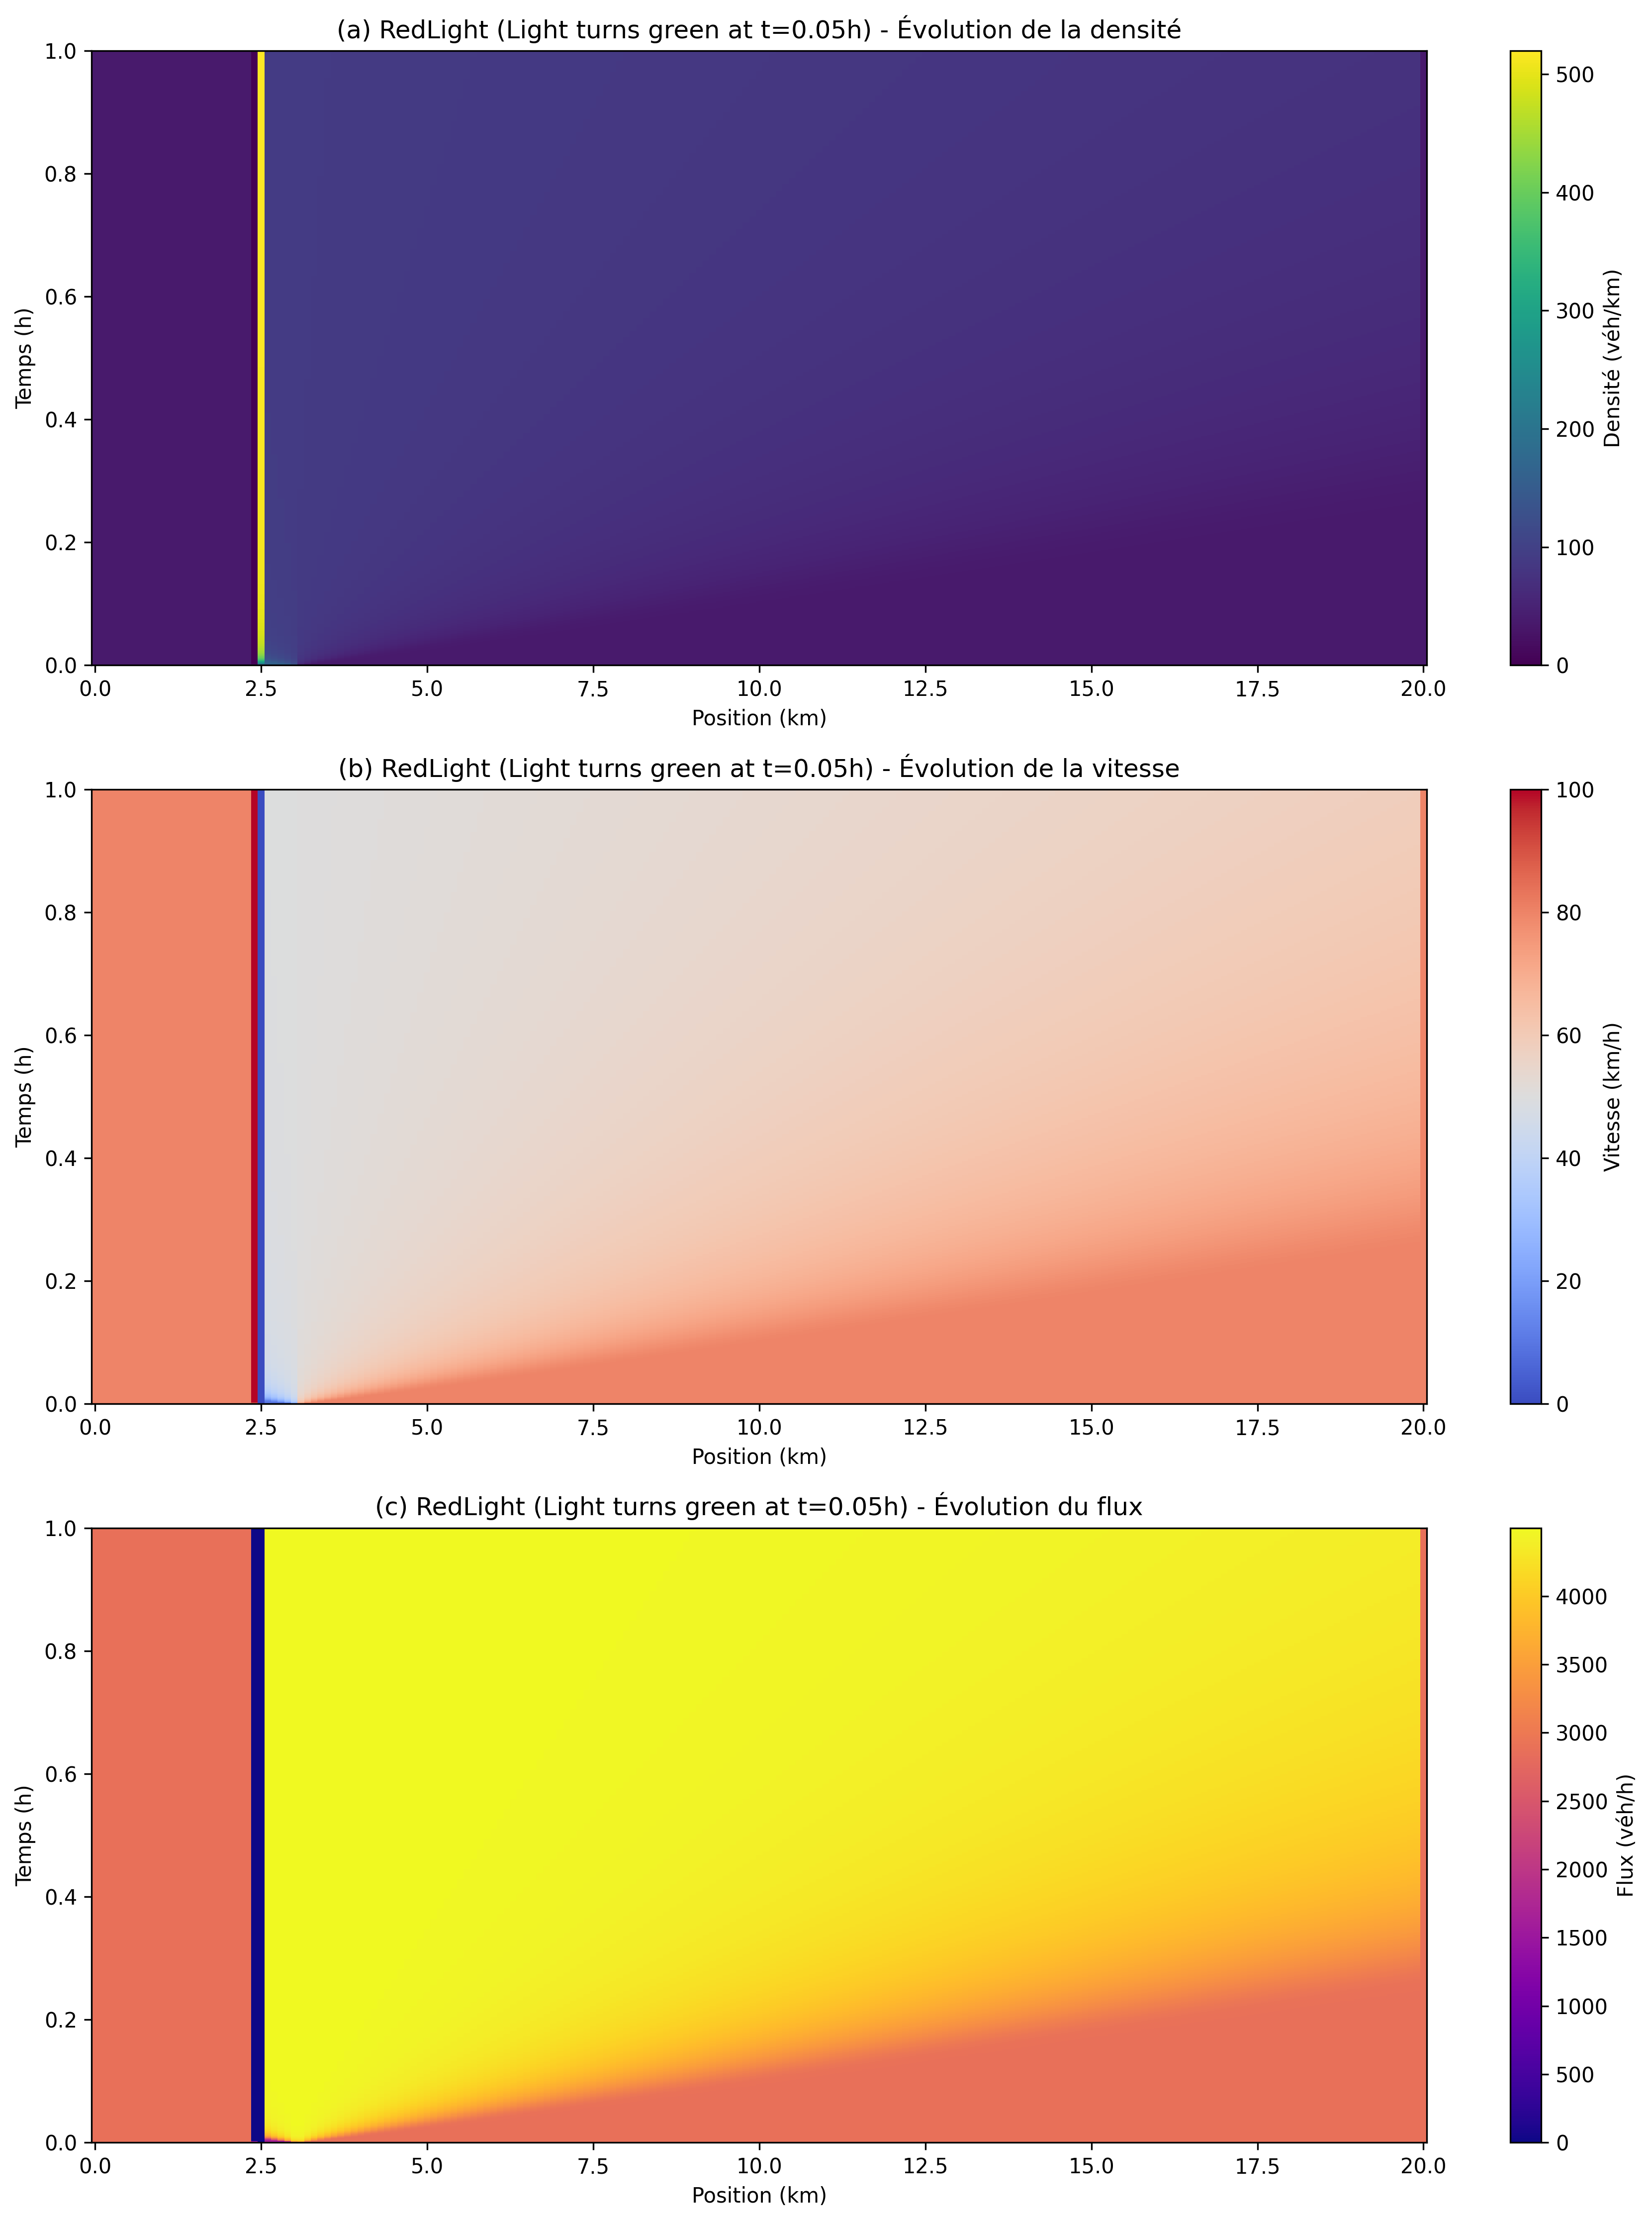 (a) RedLight (Light turns green at t=0.05h) - Évolution de la densité
1.0
0.8
0.6
0.4
0.2
0.0
Temps (h)
0.0 2.5 5.0 7.5 10.0 12.5 15.0 17.5 20.0
Position (km)
500
400
300
200
100
0
Densité (véh/km)
(b) RedLight (Light turns green at t=0.05h) - Évolution de la vitesse
1.0
0.8
0.6
0.4
0.2
0.0
Temps (h)
0.0 2.5 5.0 7.5 10.0 12.5 15.0 17.5 20.0
Position (km)
100
80
60
40
20
0
Vitesse (km/h)
(c) RedLight (Light turns green at t=0.05h) - Évolution du flux
1.0
0.8
0.6
0.4
0.2
0.0
Temps (h)
0.0 2.5 5.0 7.5 10.0 12.5 15.0 17.5 20.0
Position (km)
4000
3500
3000
2500
2000
1500
1000
500
0
Flux (véh/h)